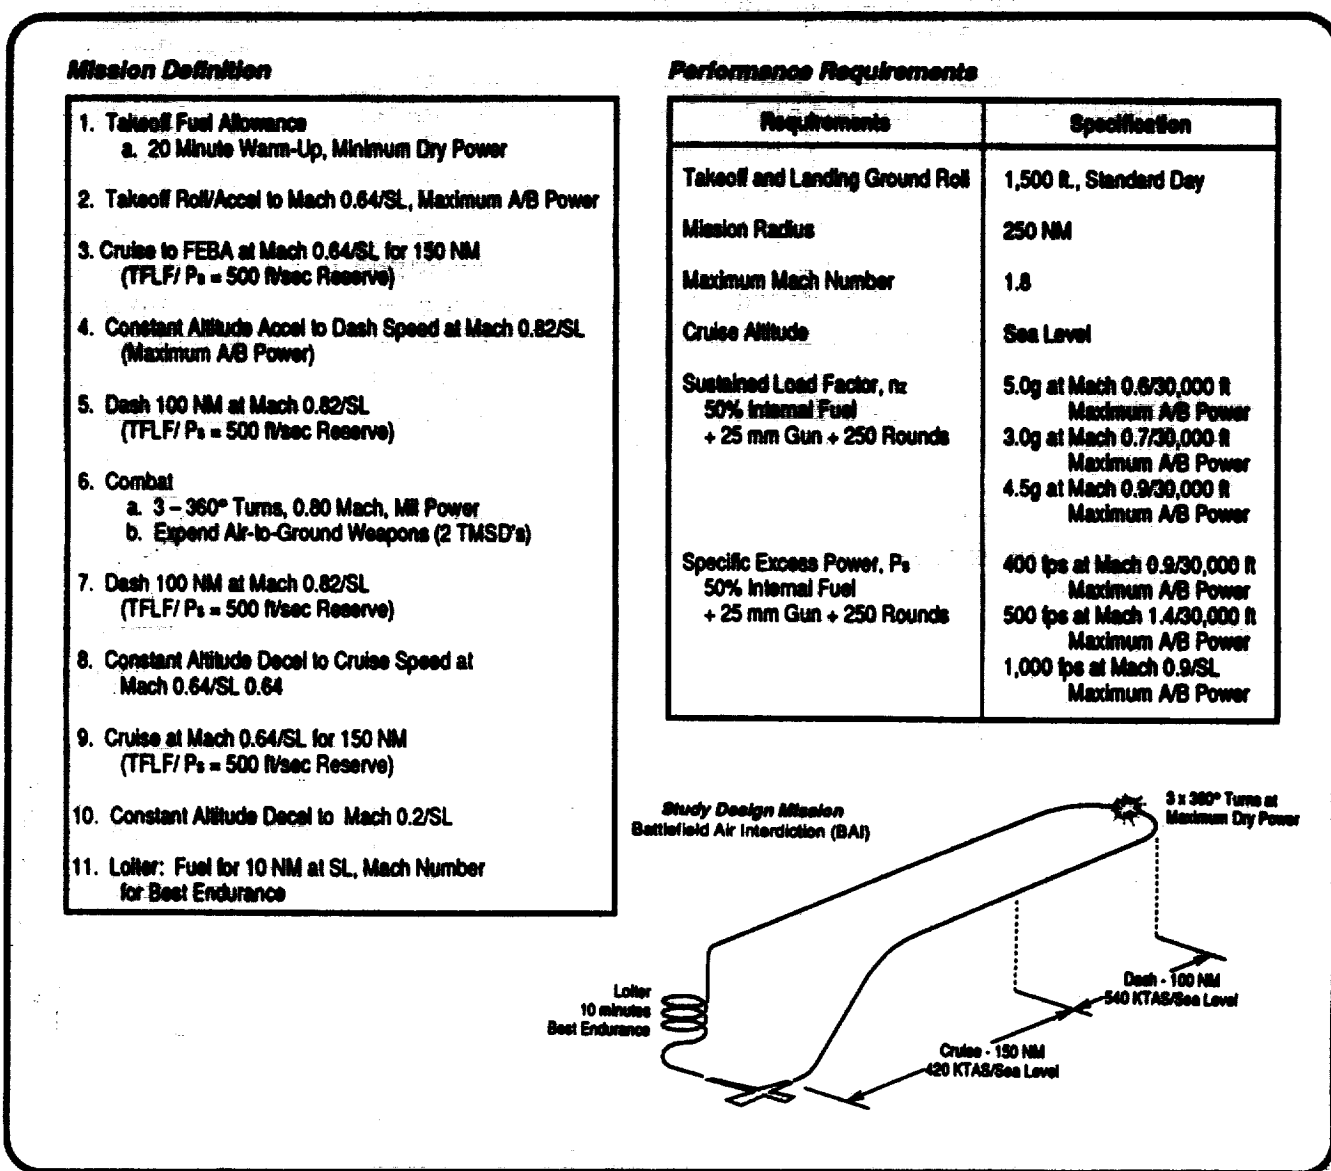 Mission Definition
1. Takeoff Fuel Allowance
a. 20 Minute Warm-Up, Minimum Dry Power
2. Takeoff Roll/Accel to Mach 0.64/SL, Maximum A/B Power
3. Cruise to FEBA at Mach 0.64/SL for 150 NM
(TFLF/ Ps = 500 ft/sec Reserve)
4. Constant Altitude Accel to Dash Speed at Mach 0.82/SL
(Maximum A/B Power)
5. Dash 100 NM at Mach 0.82/SL
(TFLF/ Ps = 500 ft/sec Reserve)
6. Combat
a. 3 – 360° Turns, 0.80 Mach, Mil Power
b. Expend Air-to-Ground Weapons (2 TMSD's)
7. Dash 100 NM at Mach 0.82/SL
(TFLF/ Ps = 500 ft/sec Reserve)
8. Constant Altitude Decel to Cruise Speed at
Mach 0.64/SL 0.64
9. Cruise at Mach 0.64/SL for 150 NM
(TFLF/ Ps = 500 ft/sec Reserve)
10. Constant Altitude Decel to Mach 0.2/SL
11. Loiter: Fuel for 10 NM at SL, Mach Number
for Best Endurance
Performance Requirements
Requirements Specification
Takeoff and Landing Ground Roll 1,500 ft., Standard Day
Mission Radius 250 NM
Maximum Mach Number 1.8
Cruise Altitude Sea Level
Sustained Load Factor, nz 5.0g at Mach 0.6/30,000 ft
50% Internal Fuel Maximum A/B Power
+ 25 mm Gun + 250 Rounds 3.0g at Mach 0.7/30,000 ft
Maximum A/B Power
4.5g at Mach 0.9/30,000 ft
Maximum A/B Power
Specific Excess Power, Ps 400 fps at Mach 0.9/30,000 ft
50% Internal Fuel Maximum A/B Power
+ 25 mm Gun + 250 Rounds 500 fps at Mach 1.4/30,000 ft
Maximum A/B Power
1,000 fps at Mach 0.9/SL
Maximum A/B Power
Study Design Mission
Battlefield Air Interdiction (BAI)
3 x 360° Turns at
Maximum Dry Power
Loiter
10 minutes
Best Endurance
Dash - 100 NM
540 KTAS/Sea Level
Cruise - 150 NM
420 KTAS/Sea Level